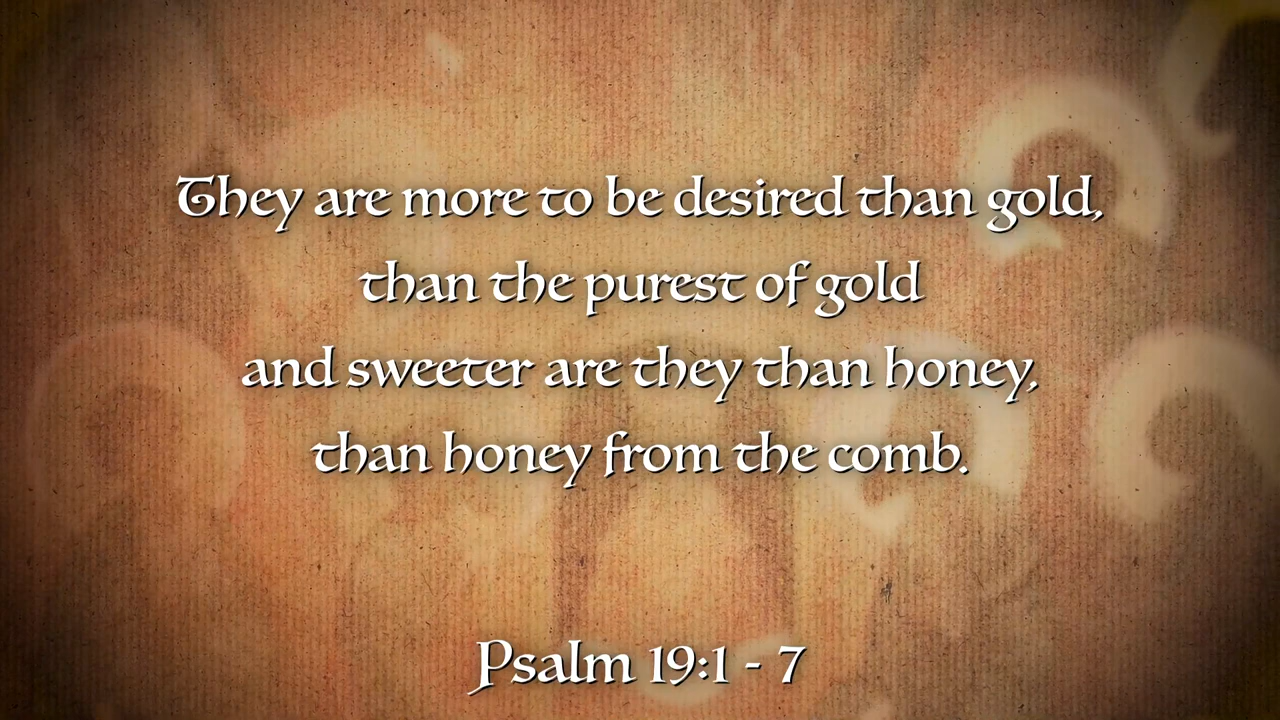 They are more to be desired than gold,
than the purest of gold
and sweeter are they than honey,
than honey from the comb.
Psalm 19:1 - 7